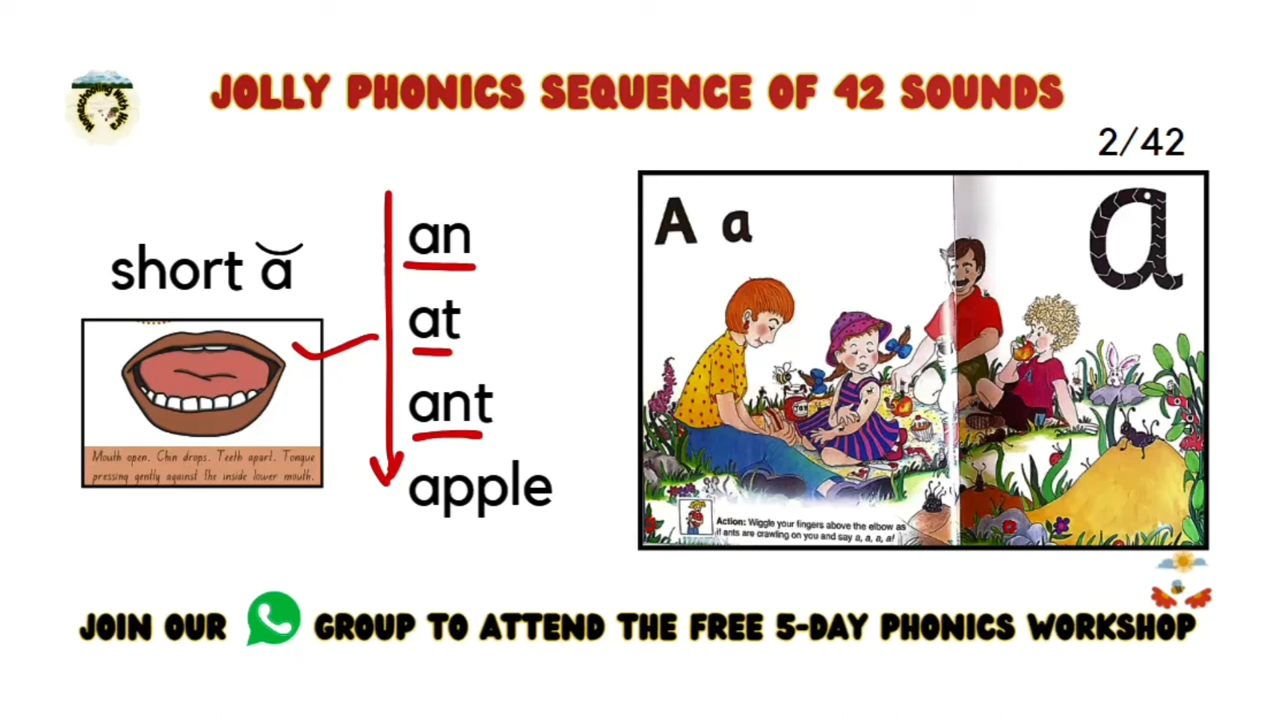 JOLLY PHONICS SEQUENCE OF 42 SOUNDS
2/42
short ă
Mouth open. Chin drops. Teeth apart. Tongue
pressing gently against the inside lower mouth.
an
at
ant
apple
A a
a
Action: Wiggle your fingers above the elbow as
if ants are crawling on you and say a, a, a, a!
JOIN OUR GROUP TO ATTEND THE FREE 5-DAY PHONICS WORKSHOP